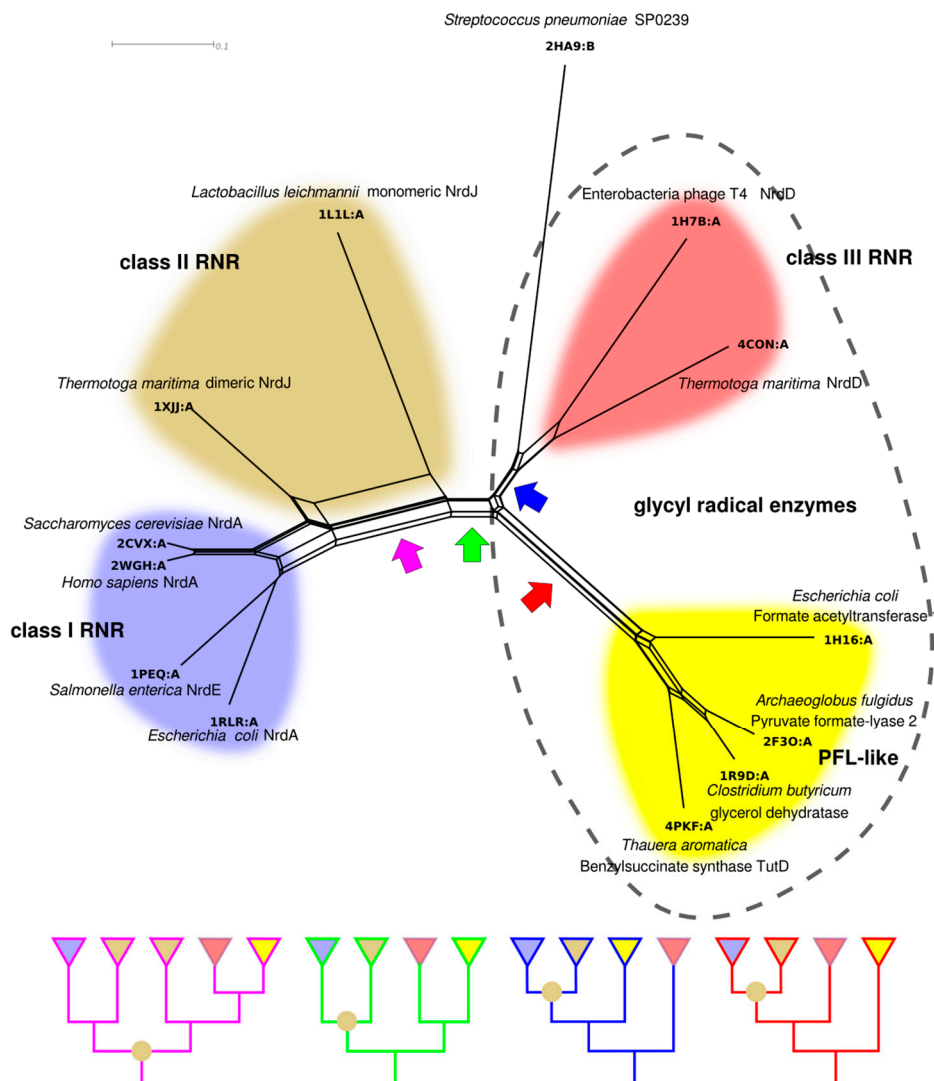 Streptococcus pneumoniae SP0239
2HA9:B
0.1
Lactobacillus leichmannii monomeric NrdJ
1L1L:A
Enterobacteria phage T4 NrdD
1H7B:A
class II RNR
class III RNR
4CON:A
Thermotoga maritima NrdD
Thermotoga maritima dimeric NrdJ
1XJJ:A
glycyl radical enzymes
Saccharomyces cerevisiae NrdA
2CVX:A
2WGH:A
Homo sapiens NrdA
class I RNR
Escherichia coli
Formate acetyltransferase
1H16:A
1PEQ:A
Salmonella enterica NrdE
1RLR:A
Escherichia coli NrdA
Archaeoglobus fulgidus
Pyruvate formate-lyase 2
2F3O:A
PFL-like
1R9D:A
Clostridium butyricum
glycerol dehydratase
4PKF:A
Thauera aromatica
Benzylsuccinate synthase TutD